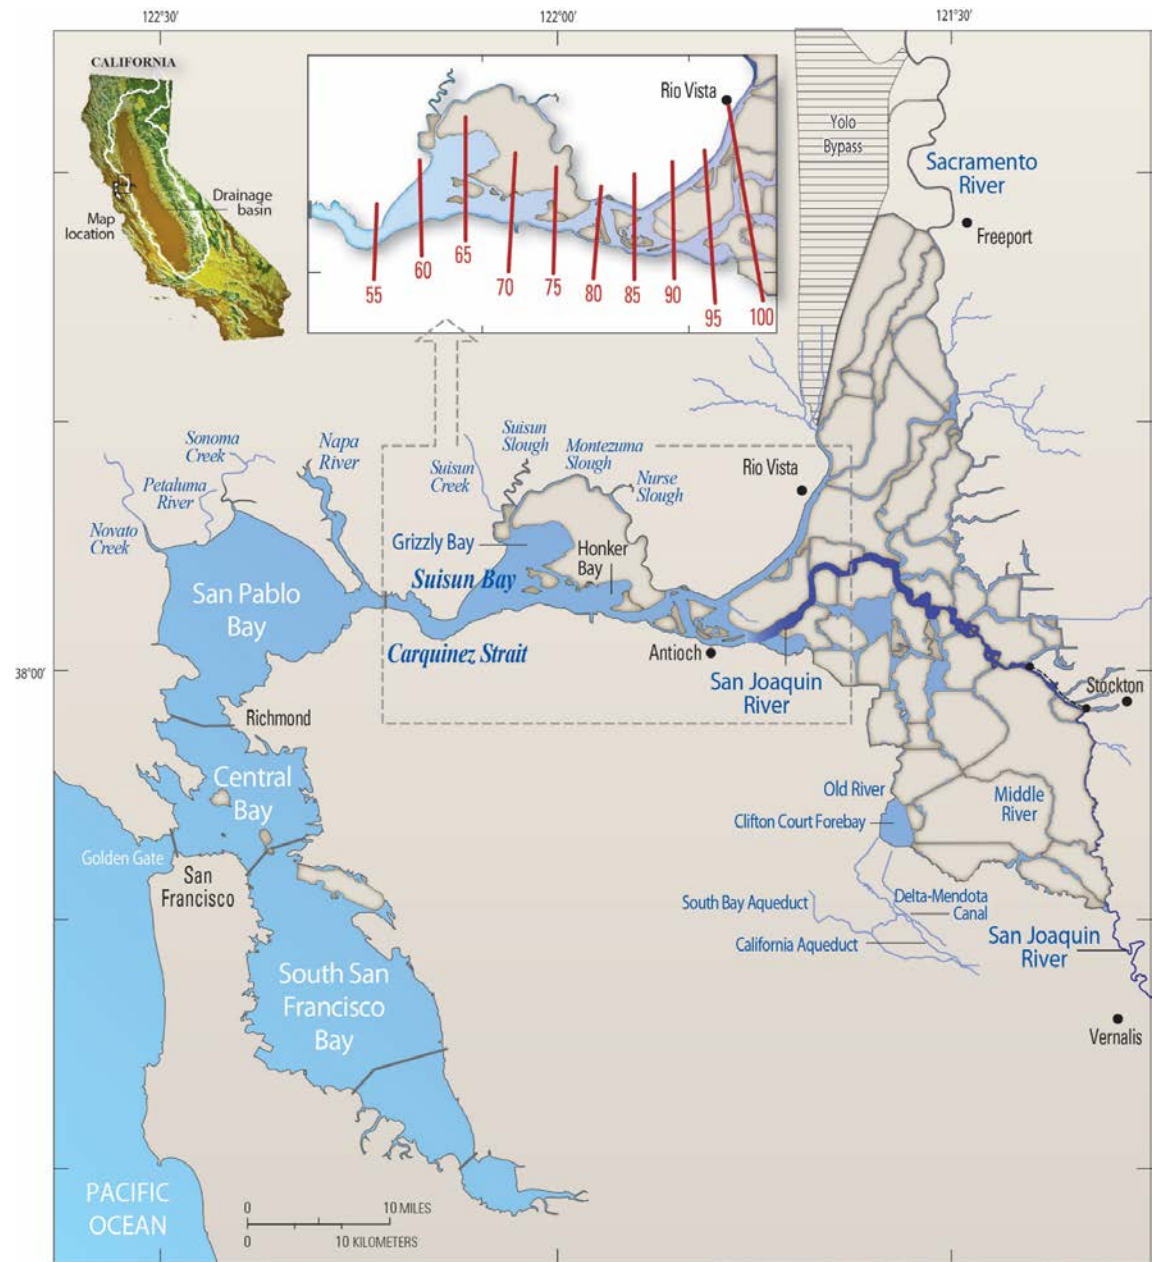 122°30'
122°00'
121°30'
CALIFORNIA
Map
location
Drainage
basin
Rio Vista
55
60
65
70
75
80
85
90
95
100
Yolo
Bypass
Sacramento
River
Freeport
Sonoma
Creek
Napa
River
Petaluma
River
Novato
Creek
Suisun
Creek
Suisun
Slough
Montezuma
Slough
Nurse
Slough
Rio Vista
Grizzly Bay
Honker
Bay
Suisun Bay
San Pablo
Bay
Carquinez Strait
Antioch
38°00'
San Joaquin
River
Stockton
Richmond
Central
Bay
Old River
Middle
River
Clifton Court Forebay
Golden Gate
San
Francisco
South Bay Aqueduct
Delta-Mendota
Canal
California Aqueduct
San Joaquin
River
South San
Francisco
Bay
Vernalis
PACIFIC
OCEAN
0 10 MILES
0 10 KILOMETERS